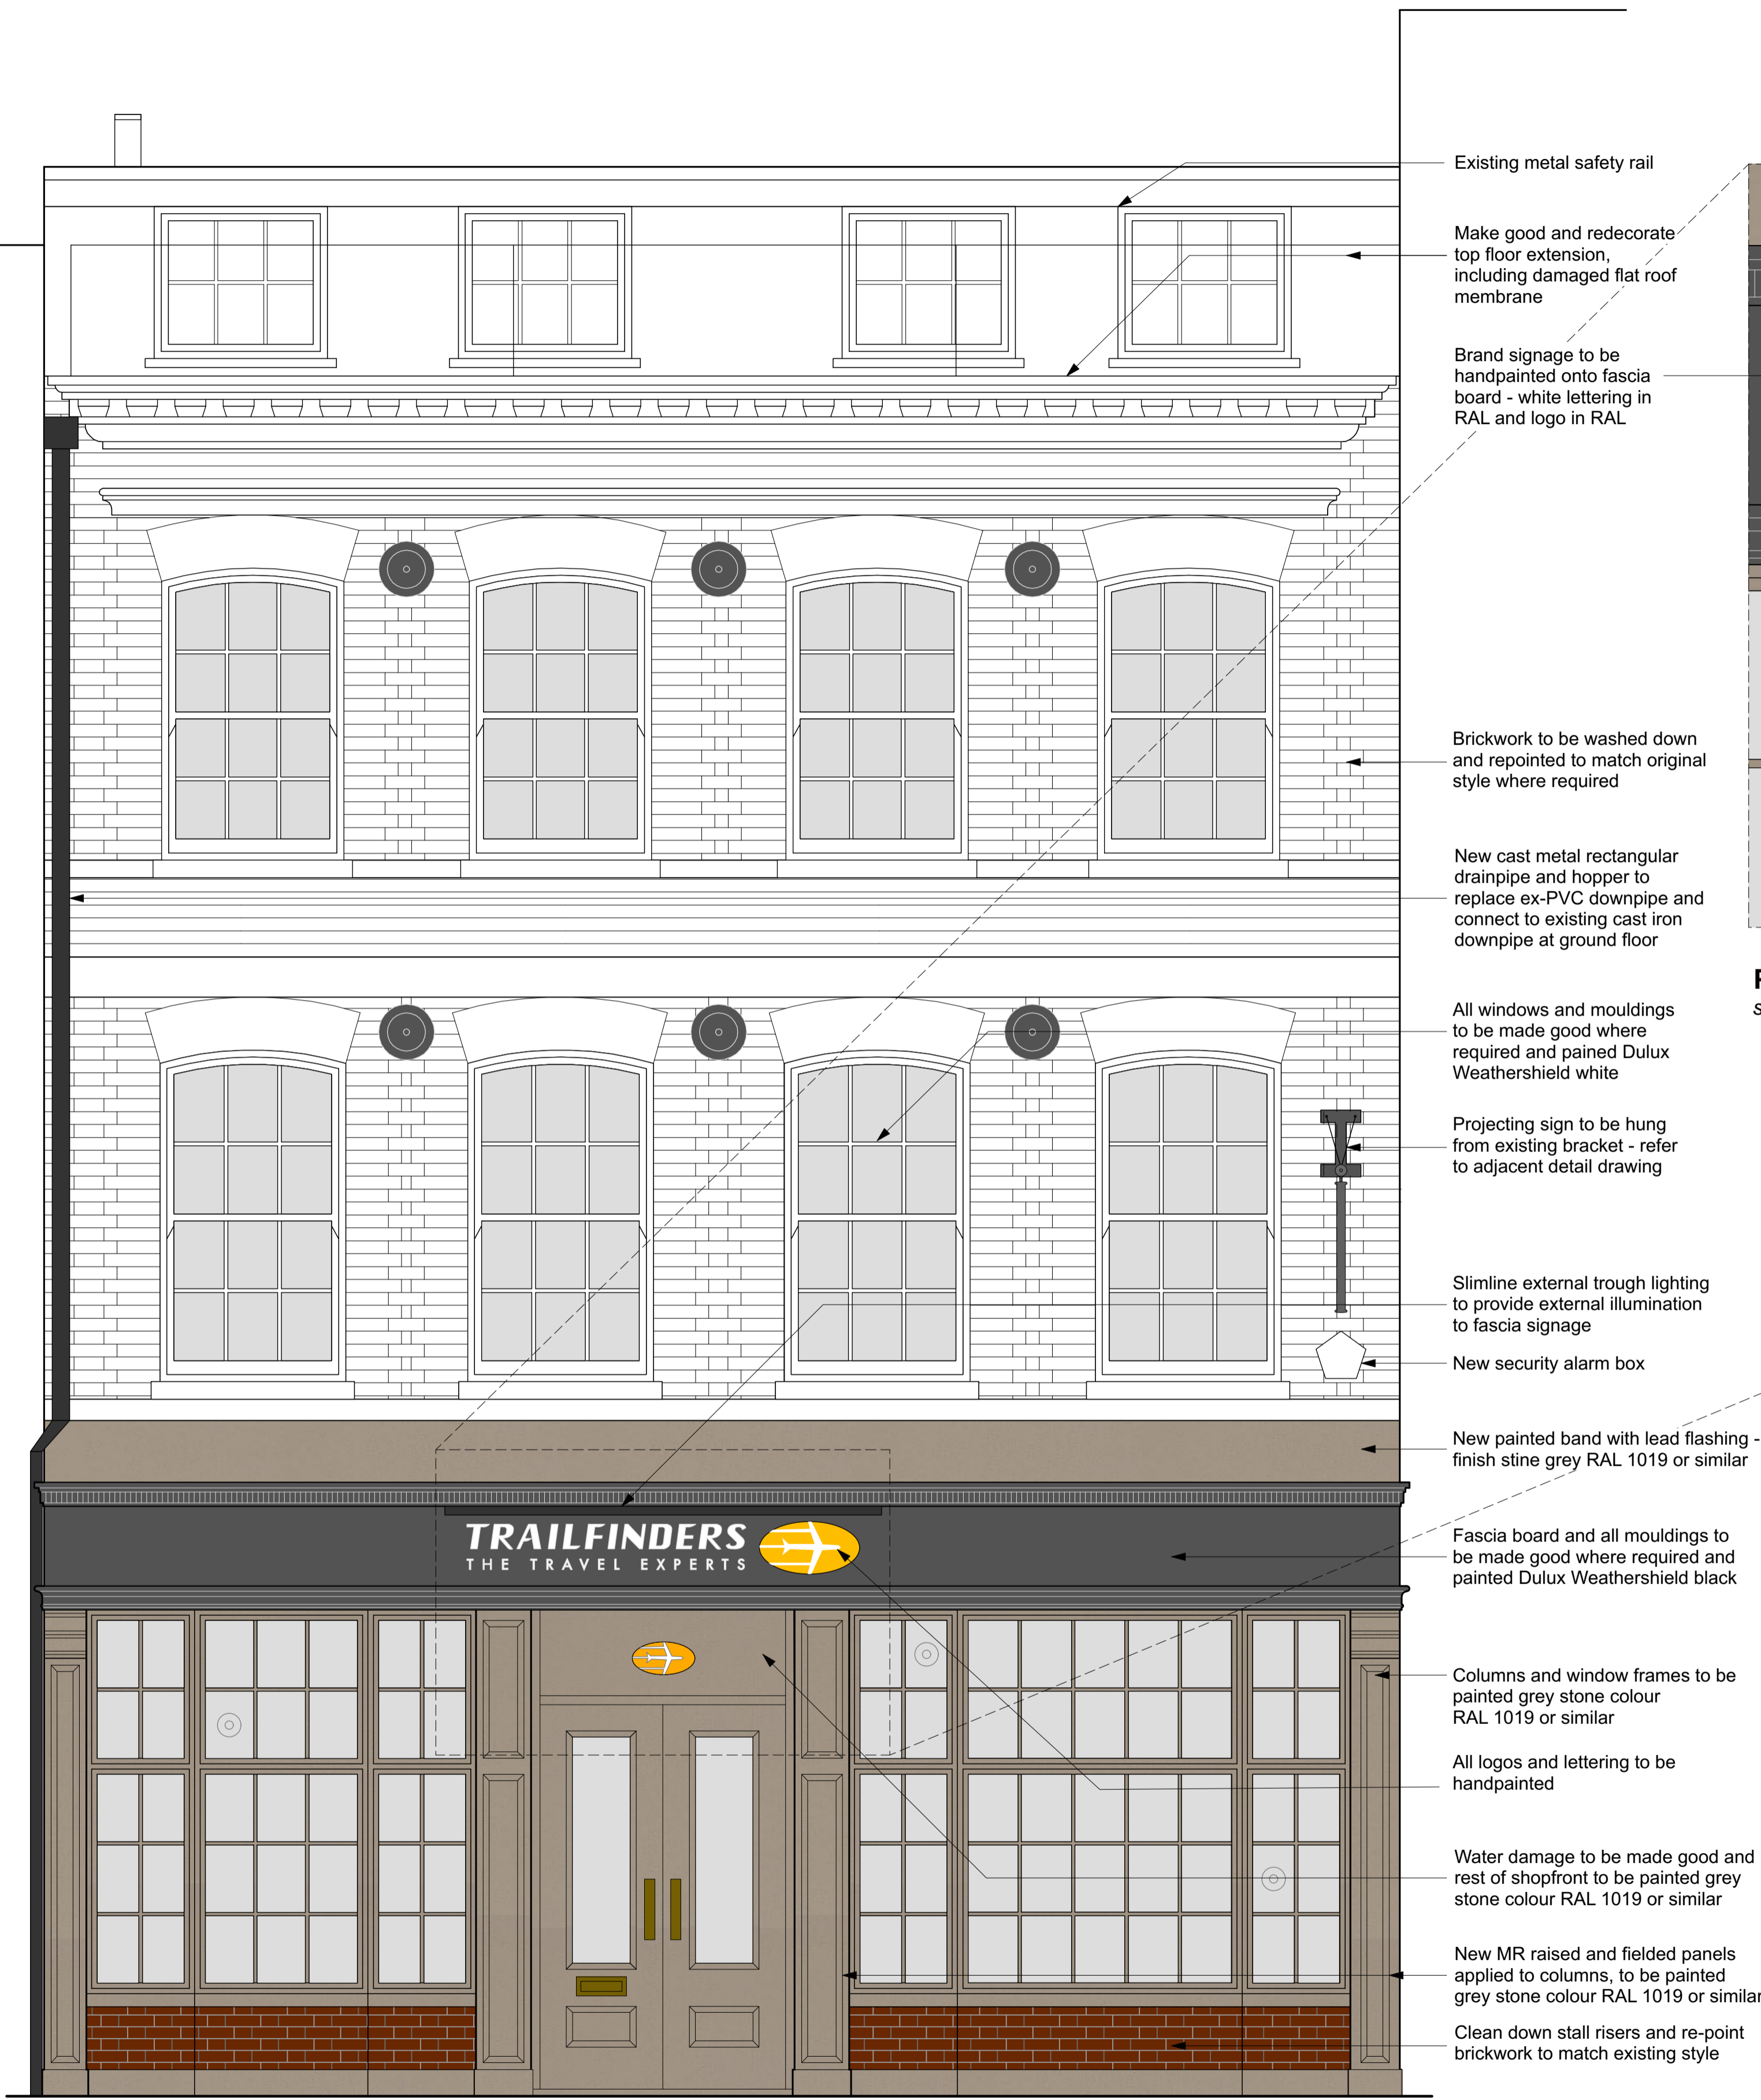 Existing metal safety rail
Make good and redecorate
top floor extension,
including damaged flat roof
membrane
Brand signage to be
handpainted onto fascia
board - white lettering in
RAL and logo in RAL
Brickwork to be washed down
and repointed to match original
style where required
New cast metal rectangular
drainpipe and hopper to
replace ex-PVC downpipe and
connect to existing cast iron
downpipe at ground floor
All windows and mouldings
to be made good where
required and pained Dulux
Weathershield white
Projecting sign to be hung
from existing bracket - refer
to adjacent detail drawing
Slimline external trough lighting
to provide external illumination
to fascia signage
New security alarm box
New painted band with lead flashing -
finish stine grey RAL 1019 or similar
TRAILFINDERS
THE TRAVEL EXPERTS
Fascia board and all mouldings to
be made good where required and
painted Dulux Weathershield black
Columns and window frames to be
painted grey stone colour
RAL 1019 or similar
All logos and lettering to be
handpainted
Water damage to be made good and
rest of shopfront to be painted grey
stone colour RAL 1019 or similar
New MR raised and fielded panels
applied to columns, to be painted
grey stone colour RAL 1019 or similar
Clean down stall risers and re-point
brickwork to match existing style